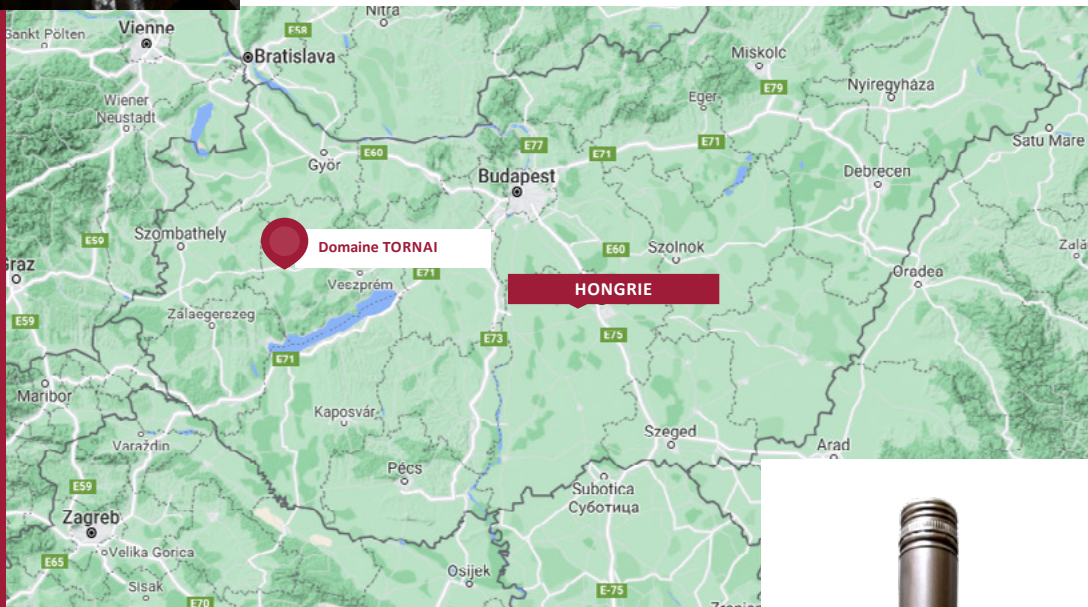 Nitra
Sankt Pölten
Vienne
E58
Bratislava
Miskolc
Wiener
Neustadt
Nyíregyháza
E79
Eger
Satu Mare
Győr
E60
E77
E71
E71
Budapest
Debrecen
Szombathely
E59
Domaine TORNAI
E60
Szolnok
Graz
Veszprém
E71
Oradea
HONGRIE
Zalaegerszeg
E59
E73
E75
E71
Maribor
Kaposvár
Varaždin
Szeged
Arad
Pécs
E59
Subotica
Суботица
Zagreb
Velika Gorica
E65
Sisak
Osijek
E70
E-75